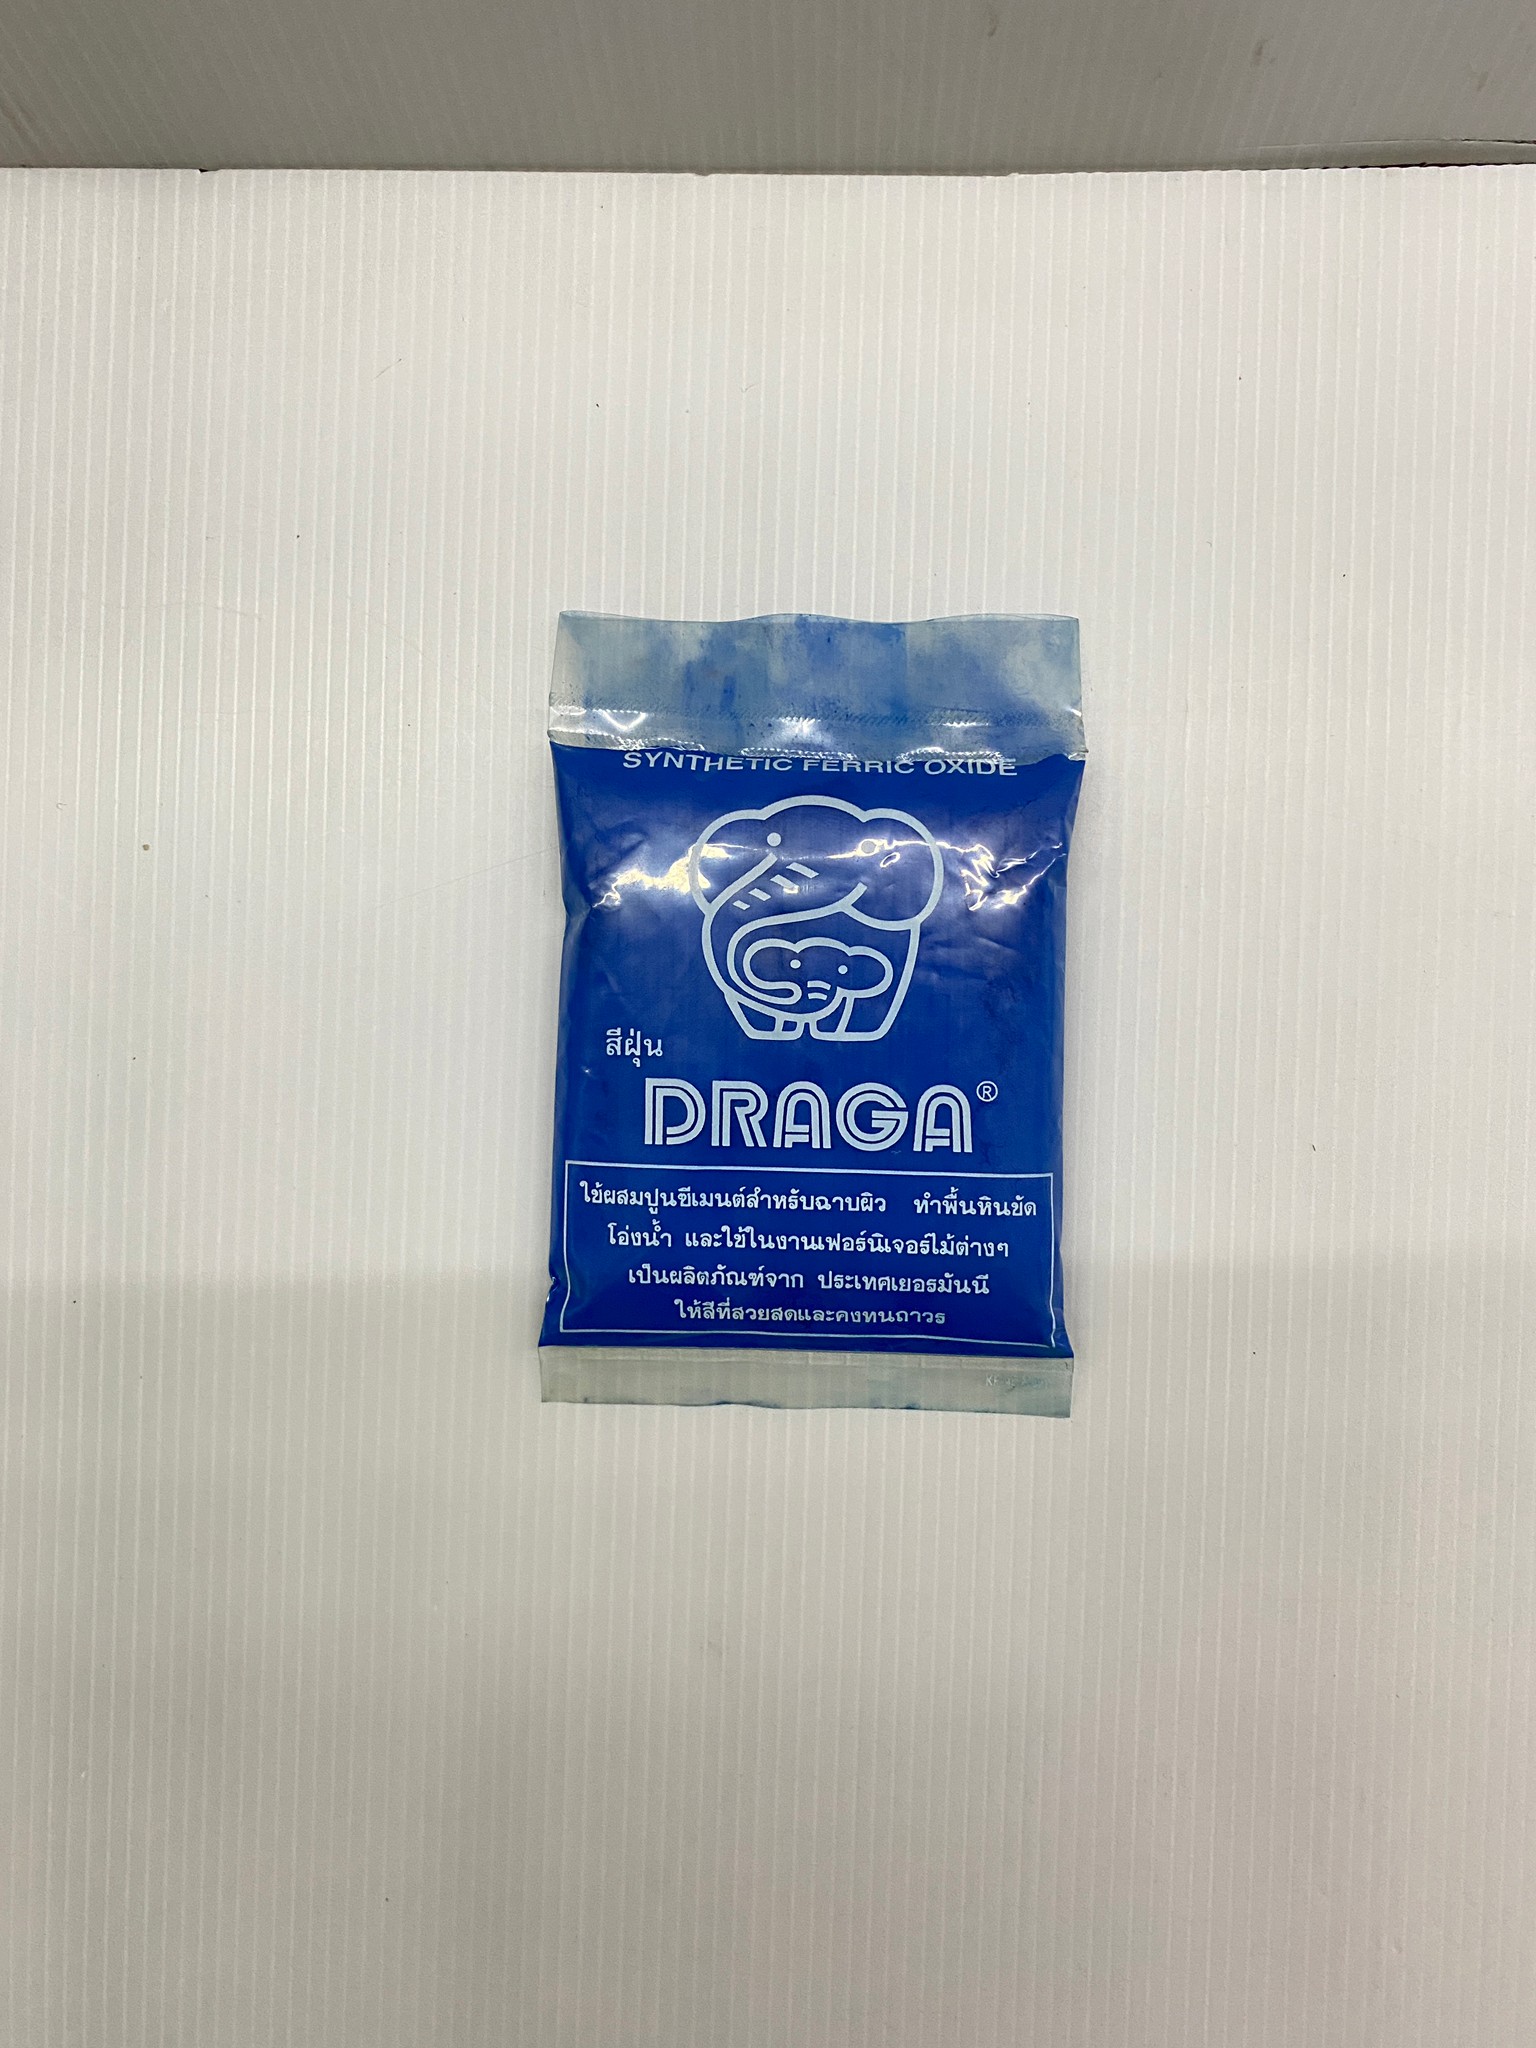 SYNTHETIC FERRIC OXIDE
สีฝุ่น
DRAGA®
ใช้ผสมปูนซีเมนต์สำหรับฉาบผิว ทำพื้นหินขัด
โอ่งน้ำ และใช้ในงานเฟอร์นิเจอร์ไม้ต่างๆ
เป็นผลิตภัณฑ์จาก ประเทศเยอรมันนี
ให้สีที่สวยสดและคงทนถาวร